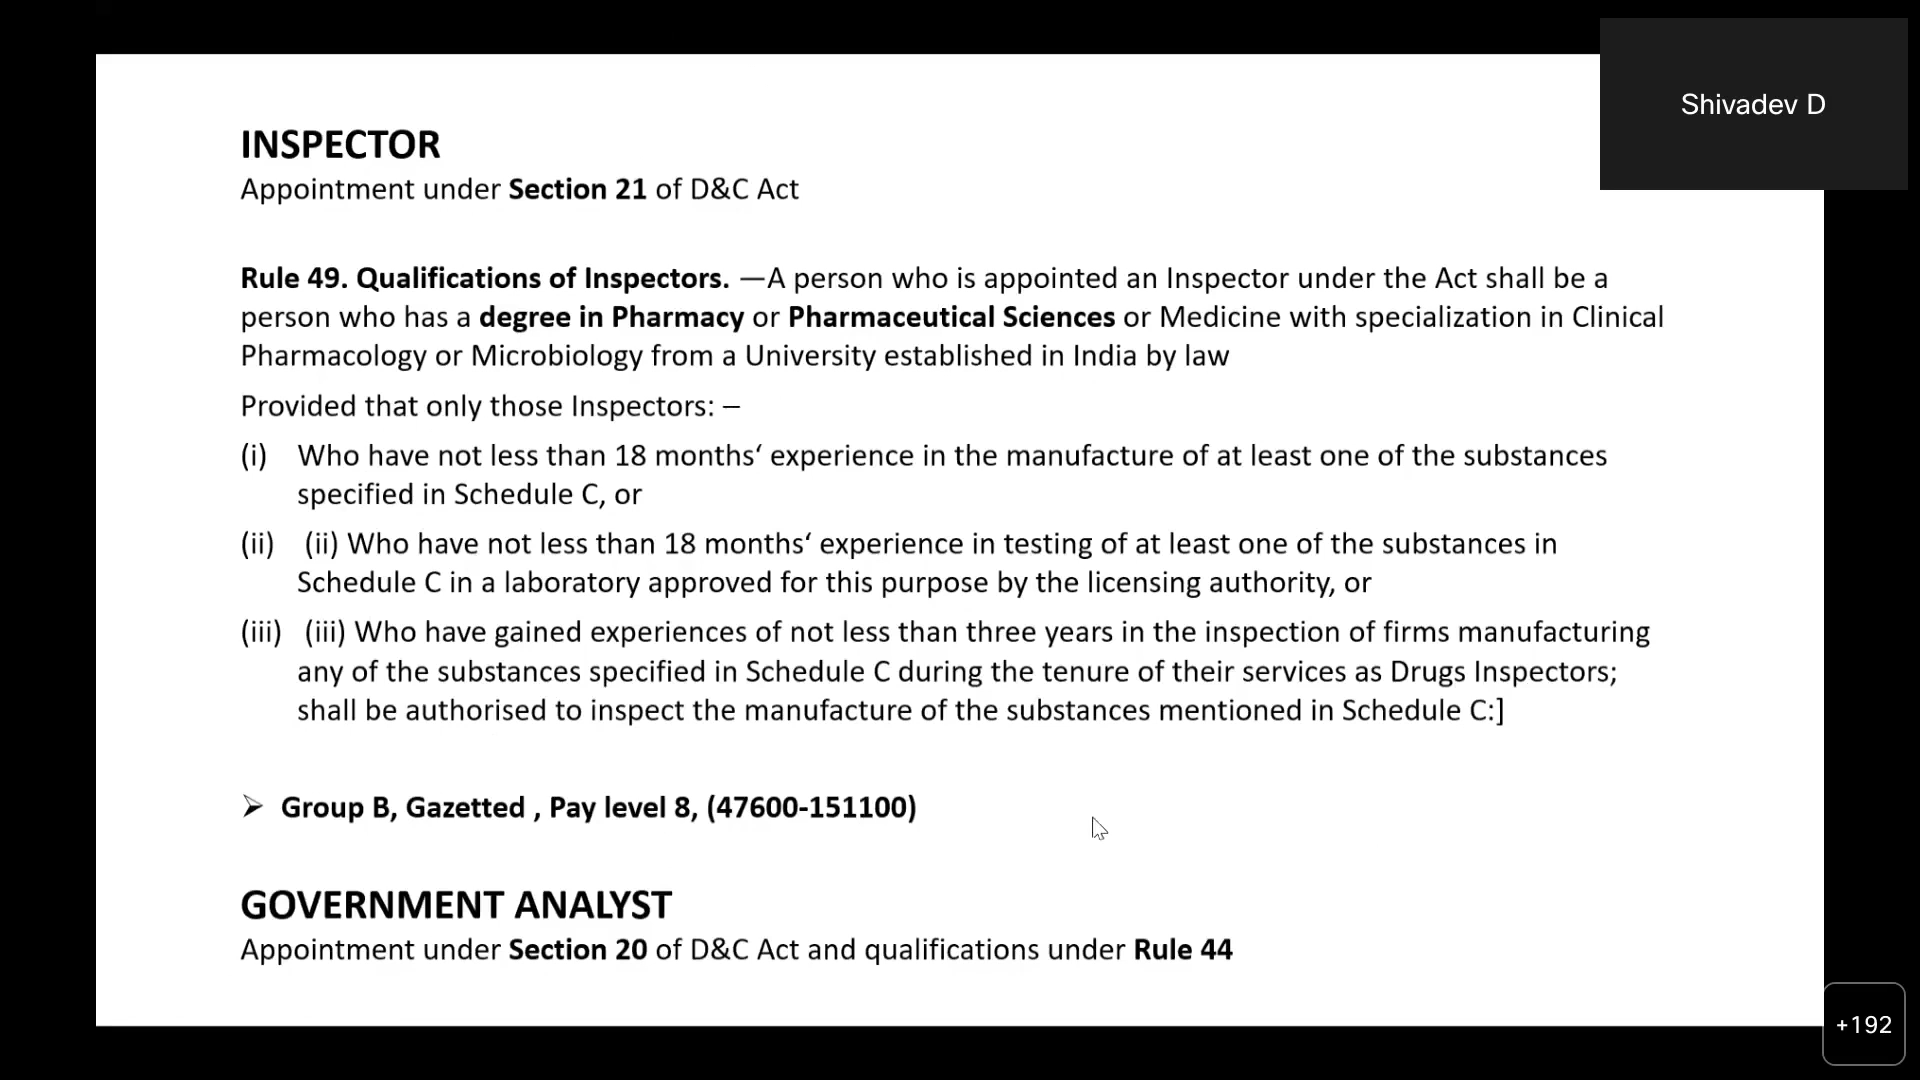 Shivadev D
INSPECTOR
Appointment under Section 21 of D&C Act
Rule 49. Qualifications of Inspectors. —A person who is appointed an Inspector under the Act shall be a
person who has a degree in Pharmacy or Pharmaceutical Sciences or Medicine with specialization in Clinical
Pharmacology or Microbiology from a University established in India by law
Provided that only those Inspectors: –
(i) Who have not less than 18 months‘ experience in the manufacture of at least one of the substances
specified in Schedule C, or
(ii) (ii) Who have not less than 18 months‘ experience in testing of at least one of the substances in
Schedule C in a laboratory approved for this purpose by the licensing authority, or
(iii) (iii) Who have gained experiences of not less than three years in the inspection of firms manufacturing
any of the substances specified in Schedule C during the tenure of their services as Drugs Inspectors;
shall be authorised to inspect the manufacture of the substances mentioned in Schedule C:]
➢ Group B, Gazetted , Pay level 8, (47600-151100)
GOVERNMENT ANALYST
Appointment under Section 20 of D&C Act and qualifications under Rule 44
+192